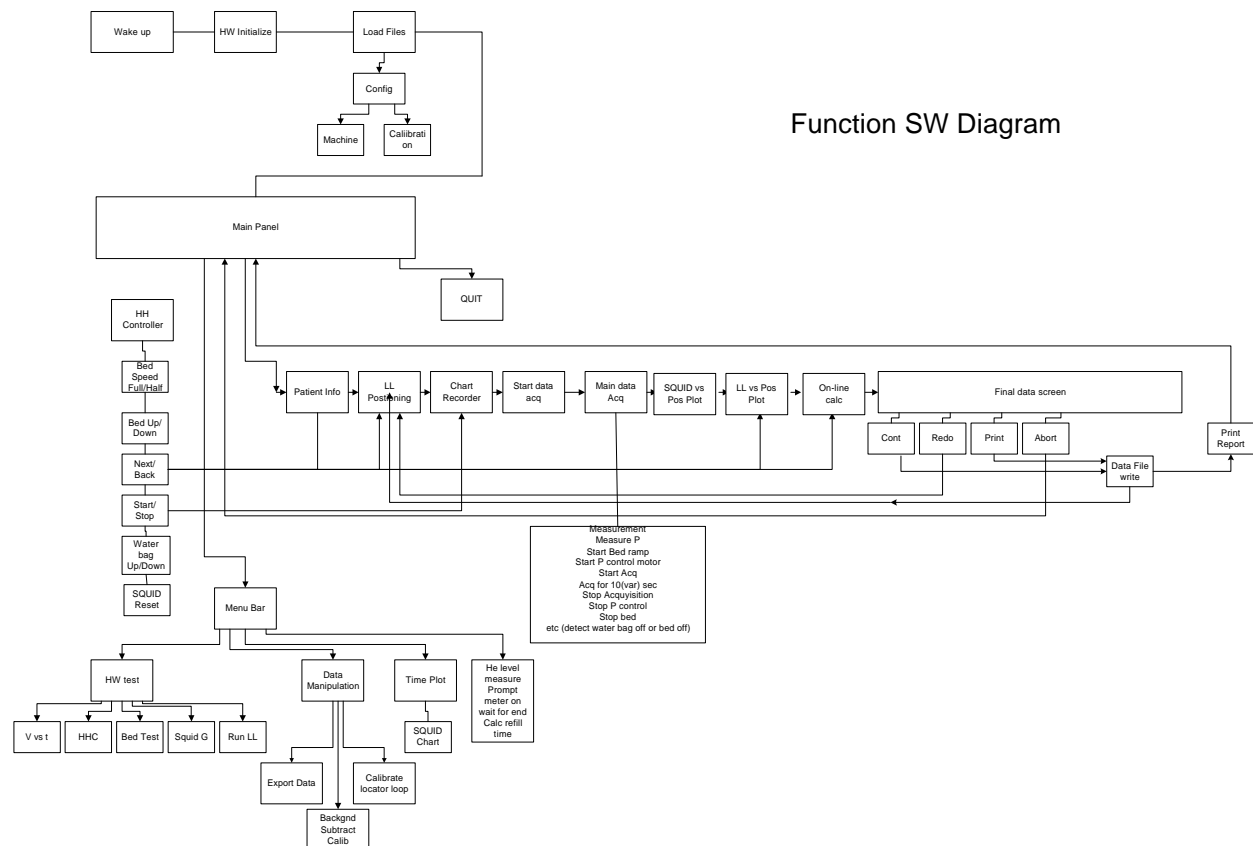 Wake up
HW Initialize
Load Files
Config
Machine
Caliibrati
on
Function SW Diagram
Main Panel
QUIT
HH
Controller
Bed
Speed
Full/Half
Bed Up/
Down
Next/
Back
Start/
Stop
Water
bag
Up/Down
SQUID
Reset
Patient Info
LL
Postioning
Chart
Recorder
Start data
acq
Main data
Acq
SQUID vs
Pos Plot
LL vs Pos
Plot
On-line
calc
Final data screen
Cont
Redo
Print
Abort
Data File
write
Print
Report
Measurement
Measure P
Start Bed ramp
Start P control motor
Start Acq
Acq for 10(var) sec
Stop Acquyisition
Stop P control
Stop bed
etc (detect water bag off or bed off)
Menu Bar
HW test
V vs t
HHC
Bed Test
Squid G
Run LL
Data
Manipulation
Export Data
Backgnd
Subtract
Calib
Calibrate
locator loop
Time Plot
SQUID
Chart
He level
measure
Prompt
meter on
wait for end
Calc refill
time